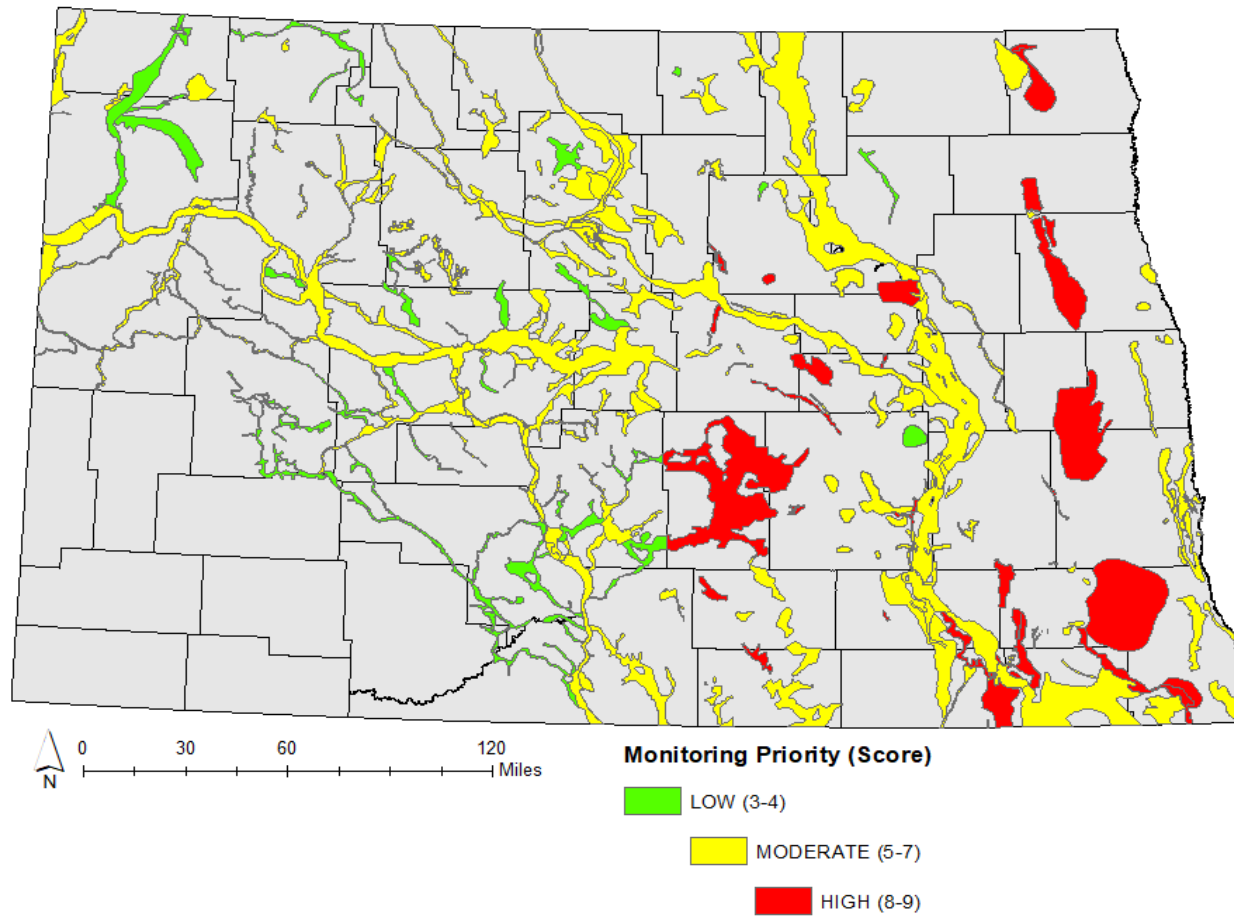 0 30 60 120
Miles
N
Monitoring Priority (Score)
LOW (3-4)
MODERATE (5-7)
HIGH (8-9)